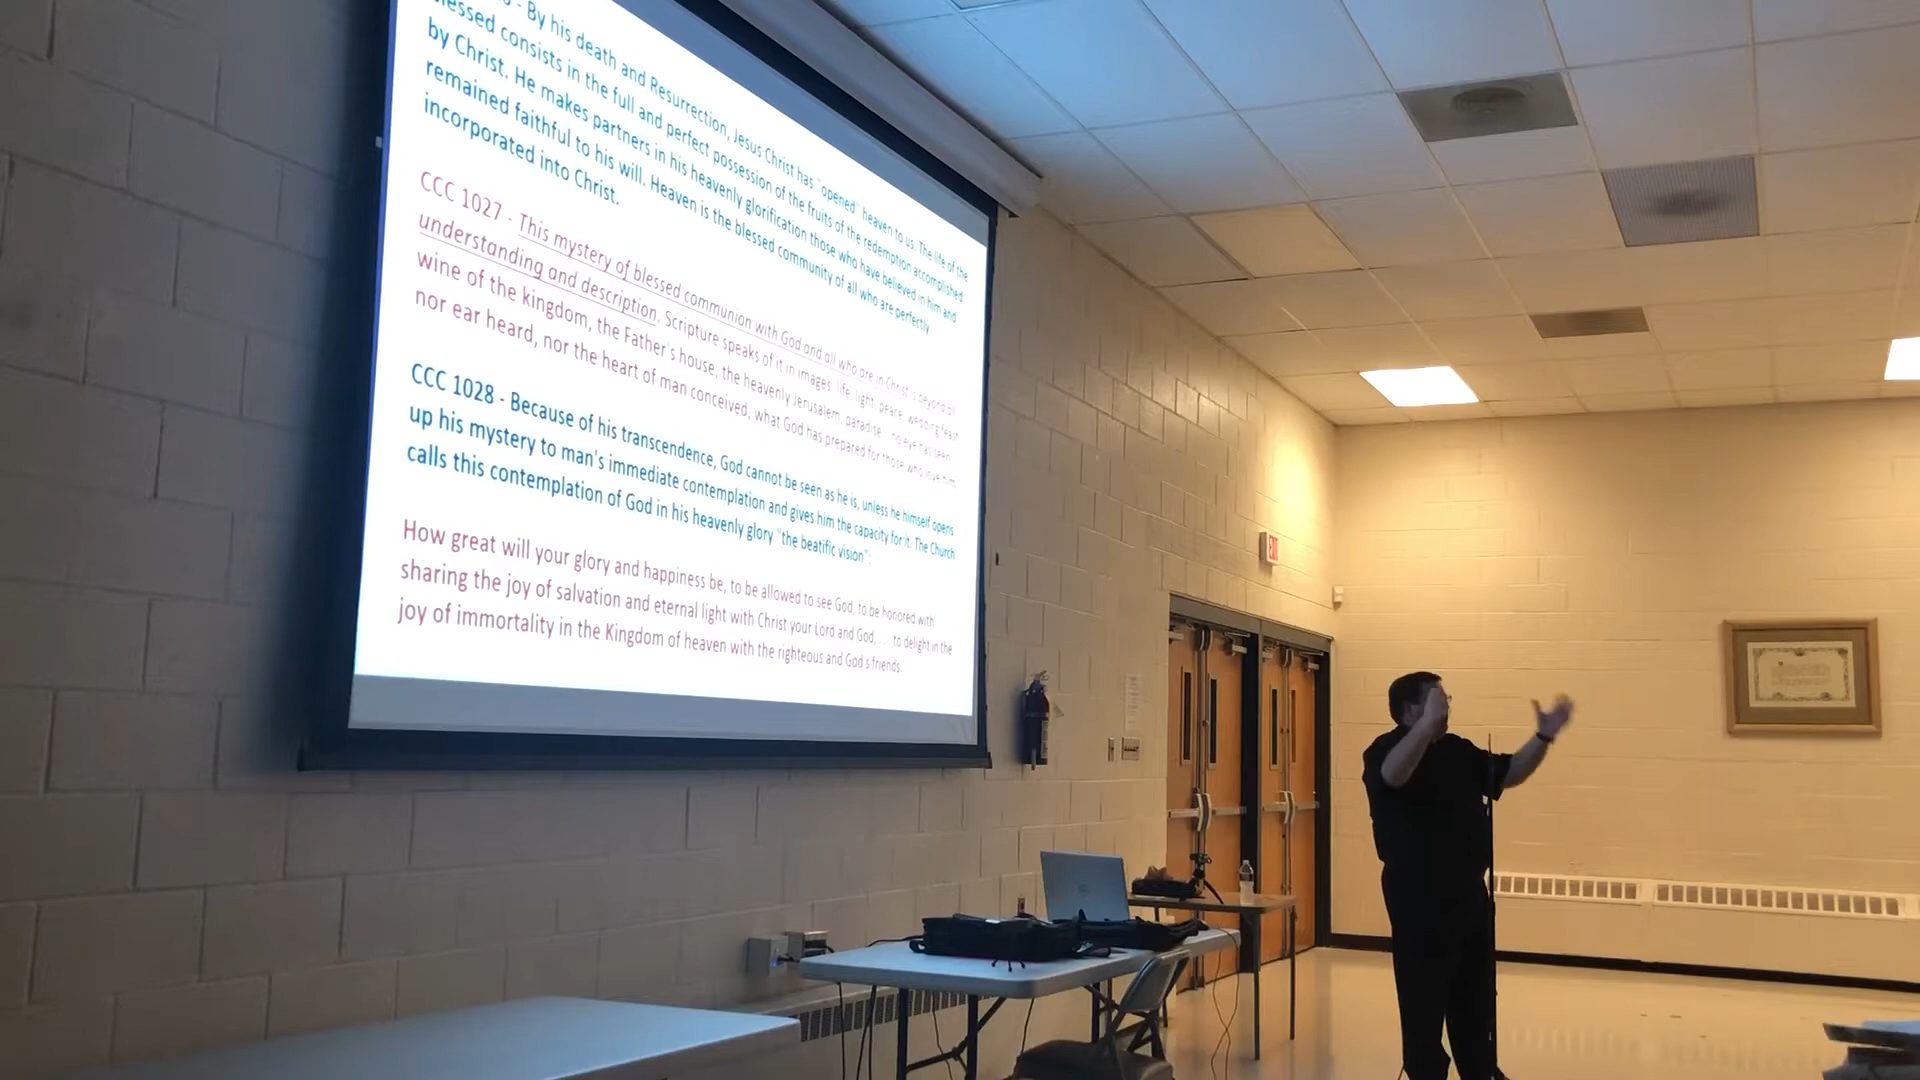 - By his death and Resurrection, Jesus Christ has "opened" heaven to us. The life of the
blessed consists in the full and perfect possession of the fruits of the redemption accomplished
by Christ. He makes partners in his heavenly glorification those who have believed in him and
remained faithful to his will. Heaven is the blessed community of all who are perfectly
incorporated into Christ.
CCC 1027 - This mystery of blessed communion with God and all who are in Christ is beyond all
understanding and description. Scripture speaks of it in images: life, light, peace, wedding feast,
wine of the kingdom, the Father's house, the heavenly Jerusalem, paradise: no eye has seen,
nor ear heard, nor the heart of man conceived, what God has prepared for those who love him.
CCC 1028 - Because of his transcendence, God cannot be seen as he is, unless he himself opens
up his mystery to man's immediate contemplation and gives him the capacity for it. The Church
calls this contemplation of God in his heavenly glory "the beatific vision":
How great will your glory and happiness be, to be allowed to see God, to be honored with
sharing the joy of salvation and eternal light with Christ your Lord and God, . . . to delight in the
joy of immortality in the Kingdom of heaven with the righteous and God's friends.